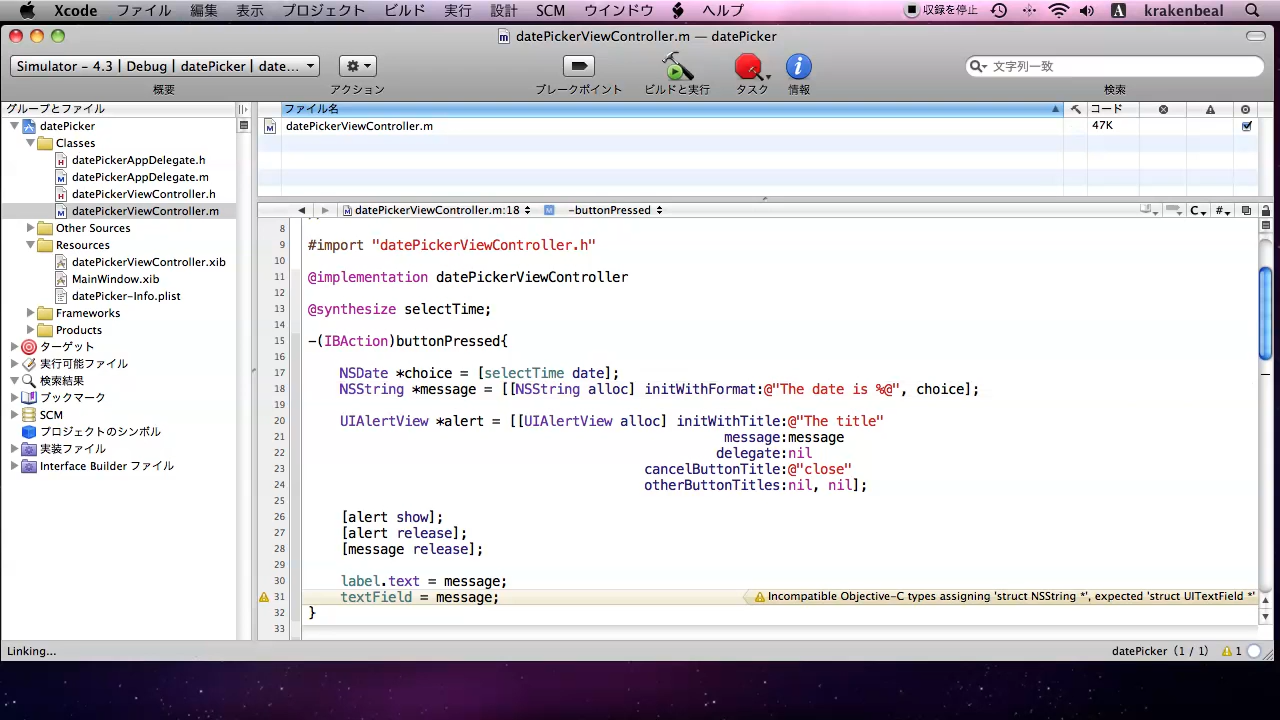 Xcode ファイル 編集 表示 プロジェクト ビルド 実行 設計 SCM ウインドウ ヘルプ 収録を停止 A krakenbeal
datePickerViewController.m — datePicker
Simulator - 4.3 | Debug | datePicker | date...
文字列一致
概要 アクション ブレークポイント ビルドと実行 タスク 情報 検索
グループとファイル
datePicker
Classes
datePickerAppDelegate.h
datePickerAppDelegate.m
datePickerViewController.h
datePickerViewController.m
Other Sources
Resources
datePickerViewController.xib
MainWindow.xib
datePicker-Info.plist
Frameworks
Products
ターゲット
実行可能ファイル
検索結果
ブックマーク
SCM
プロジェクトのシンボル
実装ファイル
Interface Builder ファイル
ファイル名 コード
datePickerViewController.m 47K
datePickerViewController.m:18 -buttonPressed C, #,
8
9 #import "datePickerViewController.h"
10
11 @implementation datePickerViewController
12
13 @synthesize selectTime;
14
15 -(IBAction)buttonPressed{
16
17 NSDate *choice = [selectTime date];
18 NSString *message = [[NSString alloc] initWithFormat:@"The date is %@", choice];
19
20 UIAlertView *alert = [[UIAlertView alloc] initWithTitle:@"The title"
21 message:message
22 delegate:nil
23 cancelButtonTitle:@"close"
24 otherButtonTitles:nil, nil];
25
26 [alert show];
27 [alert release];
28 [message release];
29
30 label.text = message;
31 textField = message; Incompatible Objective-C types assigning 'struct NSString *', expected 'struct UITextField *'
32 }
33
Linking... datePicker (1 / 1) 1